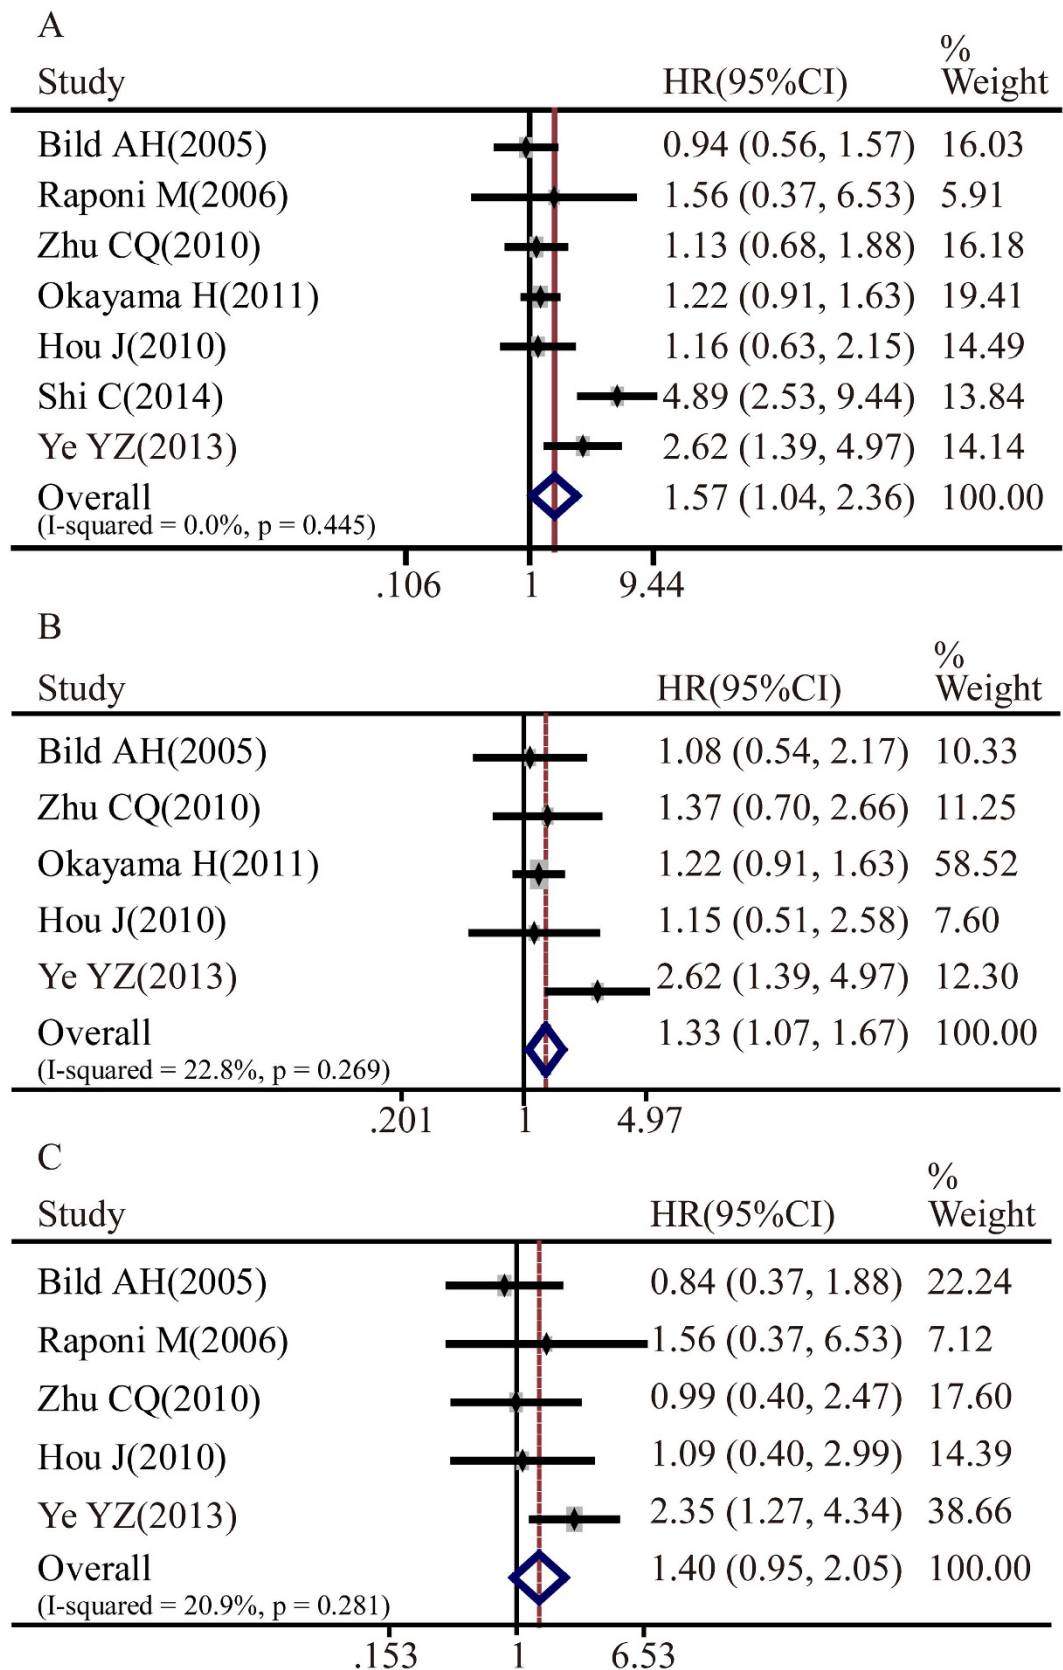 A
Study HR(95%CI) % Weight
Bild AH(2005) 0.94 (0.56, 1.57) 16.03
Raponi M(2006) 1.56 (0.37, 6.53) 5.91
Zhu CQ(2010) 1.13 (0.68, 1.88) 16.18
Okayama H(2011) 1.22 (0.91, 1.63) 19.41
Hou J(2010) 1.16 (0.63, 2.15) 14.49
Shi C(2014) 4.89 (2.53, 9.44) 13.84
Ye YZ(2013) 2.62 (1.39, 4.97) 14.14
Overall 1.57 (1.04, 2.36) 100.00
(I-squared = 0.0%, p = 0.445)
.106 1 9.44
B
Study HR(95%CI) % Weight
Bild AH(2005) 1.08 (0.54, 2.17) 10.33
Zhu CQ(2010) 1.37 (0.70, 2.66) 11.25
Okayama H(2011) 1.22 (0.91, 1.63) 58.52
Hou J(2010) 1.15 (0.51, 2.58) 7.60
Ye YZ(2013) 2.62 (1.39, 4.97) 12.30
Overall 1.33 (1.07, 1.67) 100.00
(I-squared = 22.8%, p = 0.269)
.201 1 4.97
C
Study HR(95%CI) % Weight
Bild AH(2005) 0.84 (0.37, 1.88) 22.24
Raponi M(2006) 1.56 (0.37, 6.53) 7.12
Zhu CQ(2010) 0.99 (0.40, 2.47) 17.60
Hou J(2010) 1.09 (0.40, 2.99) 14.39
Ye YZ(2013) 2.35 (1.27, 4.34) 38.66
Overall 1.40 (0.95, 2.05) 100.00
(I-squared = 20.9%, p = 0.281)
.153 1 6.53